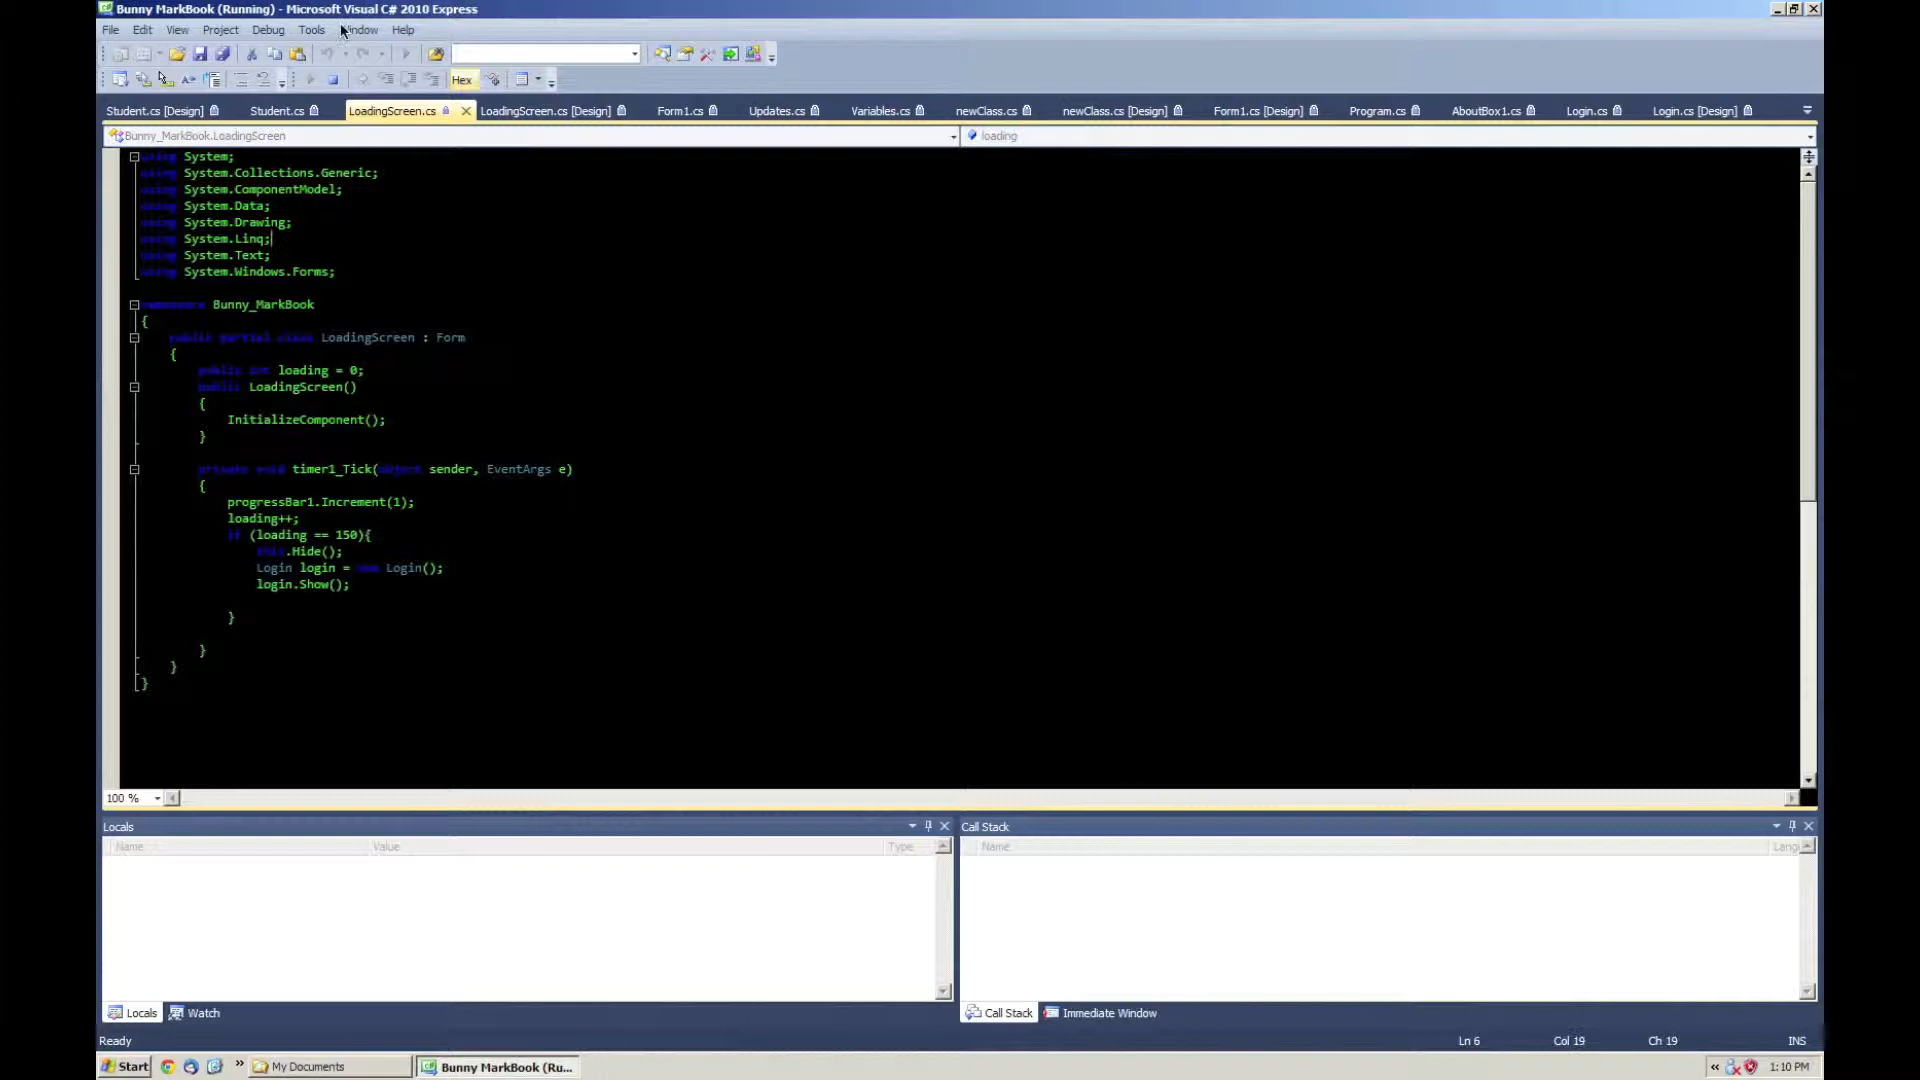 Bunny MarkBook (Running) - Microsoft Visual C# 2010 Express
File Edit View Project Debug Tools Window Help
Hex
Student.cs [Design] Student.cs LoadingScreen.cs LoadingScreen.cs [Design] Form1.cs Updates.cs Variables.cs newClass.cs newClass.cs [Design] Form1.cs [Design] Program.cs AboutBox1.cs Login.cs Login.cs [Design]
Bunny_MarkBook.LoadingScreen loading
using System;
using System.Collections.Generic;
using System.ComponentModel;
using System.Data;
using System.Drawing;
using System.Linq;
using System.Text;
using System.Windows.Forms;
namespace Bunny_MarkBook
{
public partial class LoadingScreen : Form
{
public int loading = 0;
public LoadingScreen()
{
InitializeComponent();
}
private void timer1_Tick(object sender, EventArgs e)
{
progressBar1.Increment(1);
loading++;
if (loading == 150){
this.Hide();
Login login = new Login();
login.Show();
}
}
}
}
100 %
Locals Call Stack
Name Value Type Name Lang
Locals Watch Call Stack Immediate Window
Ready Ln 6 Col 19 Ch 19 INS
Start » My Documents Bunny MarkBook (Ru... « 1:10 PM